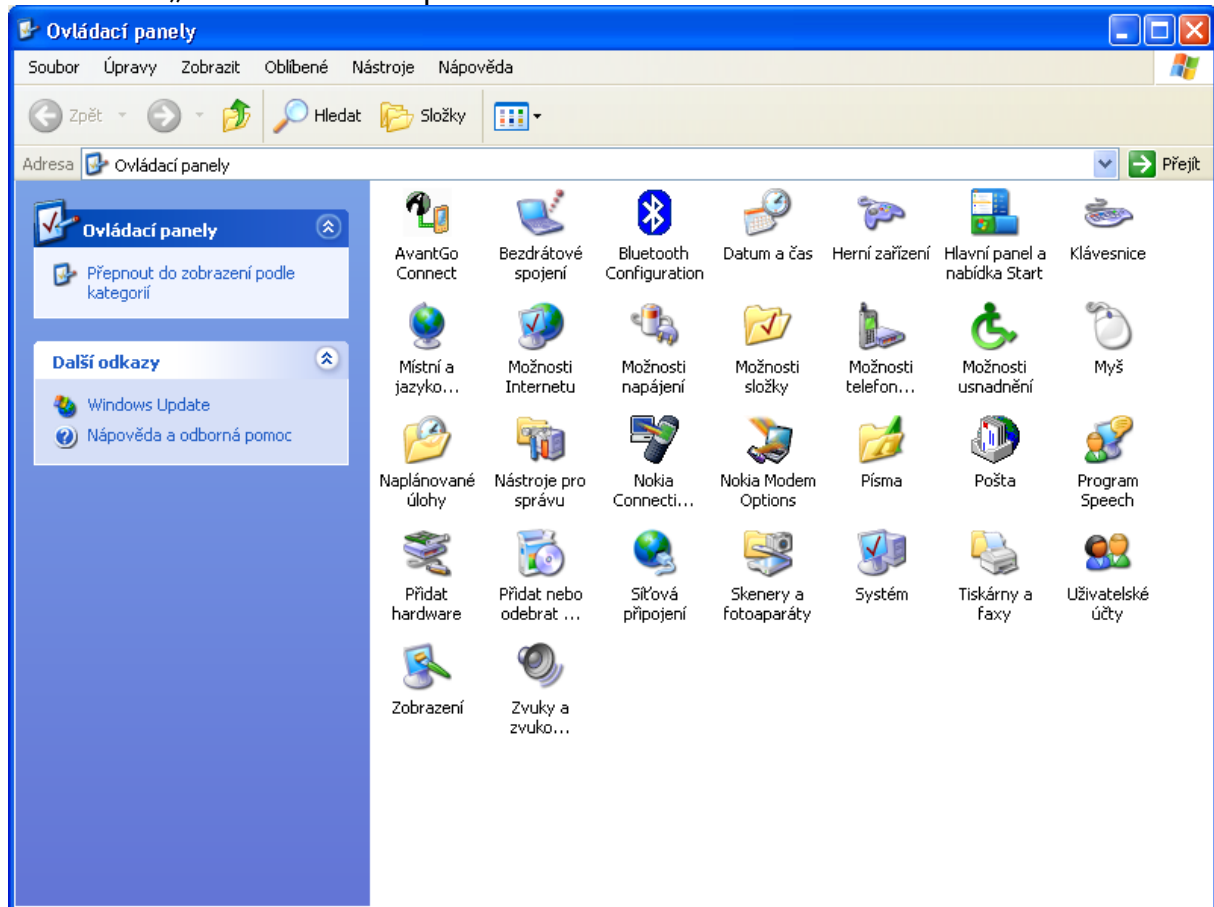 Ovládací panely
Soubor Úpravy Zobrazit Oblíbené Nástroje Nápověda
Zpět Hledat Složky
Adresa Ovládací panely Přejít
Ovládací panely
Přepnout do zobrazení podle
kategorií
Další odkazy
Windows Update
Nápověda a odborná pomoc
AvantGo
Connect
Bezdrátové
spojení
Bluetooth
Configuration
Datum a čas
Herní zařízení
Hlavní panel a
nabídka Start
Klávesnice
Místní a
jazyko...
Možnosti
Internetu
Možnosti
napájení
Možnosti
složky
Možnosti
telefon...
Možnosti
usnadnění
Myš
Naplánované
úlohy
Nástroje pro
správu
Nokia
Connecti...
Nokia Modem
Options
Písma
Pošta
Program
Speech
Přidat
hardware
Přidat nebo
odebrat ...
Síťová
připojení
Skenery a
fotoaparáty
Systém
Tiskárny a
faxy
Uživatelské
účty
Zobrazení
Zvuky a
zvuko...